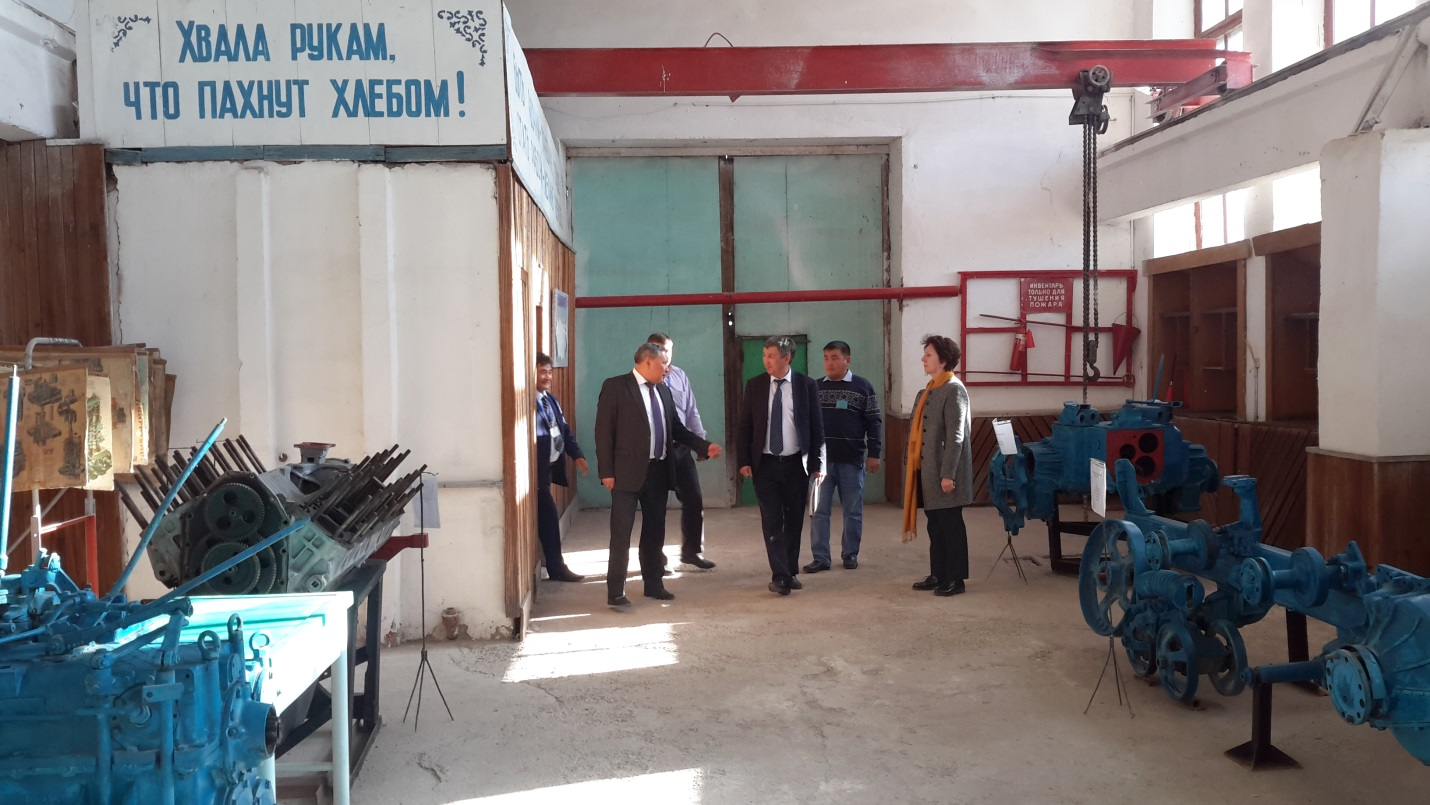 ХВАЛА РУКАМ,
ЧТО ПАХНУТ ХЛЕБОМ!
ИНВЕНТАРЬ
ТОЛЬКО ДЛЯ
ТУШЕНИЯ
ПОЖАРА